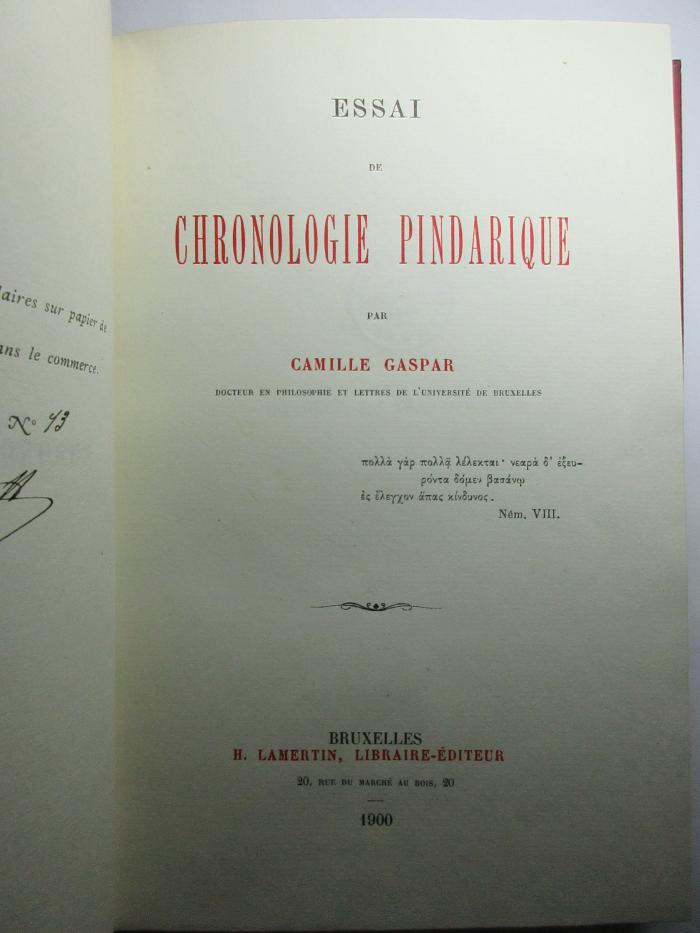 laires sur papier de
ans le commerce.
N° 43
ESSAI
DE
CHRONOLOGIE PINDARIQUE
PAR
CAMILLE GASPAR
DOCTEUR EN PHILOSOPHIE ET LETTRES DE L'UNIVERSITÉ DE BRUXELLES
πολλὰ γὰρ πολλᾷ λέλεκται· νεαρὰ δ' ἐξευ-
ρόντα δόμεν βασάνῳ
ἐς ἔλεγχον ἅπας κίνδυνος.
Ném. VIII.
BRUXELLES
H. LAMERTIN, LIBRAIRE-ÉDITEUR
20, RUE DU MARCHÉ AU BOIS, 20
1900